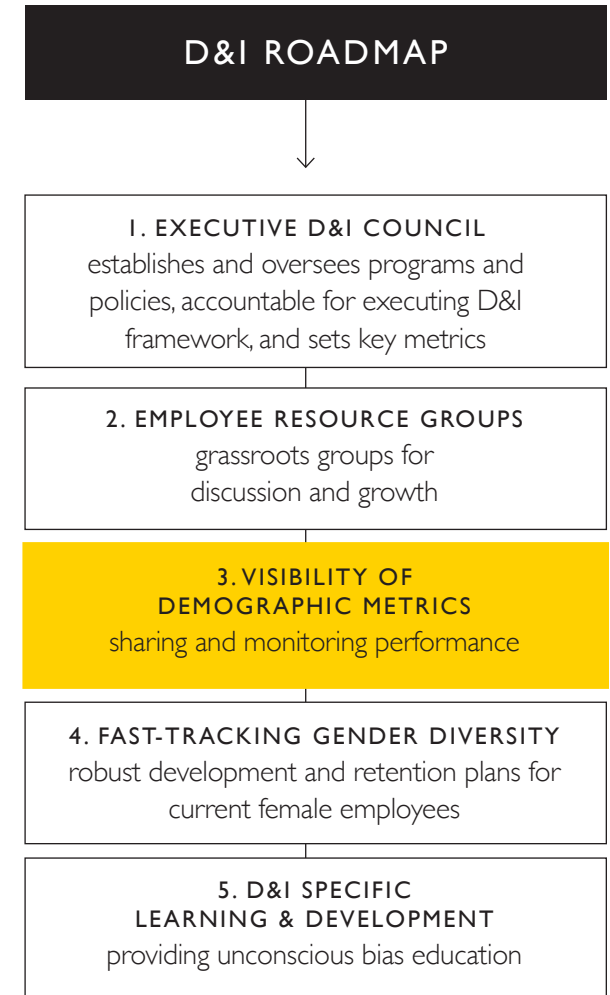 D&I ROADMAP
1. EXECUTIVE D&I COUNCIL
establishes and oversees programs and
policies, accountable for executing D&I
framework, and sets key metrics
2. EMPLOYEE RESOURCE GROUPS
grassroots groups for
discussion and growth
3. VISIBILITY OF
DEMOGRAPHIC METRICS
sharing and monitoring performance
4. FAST-TRACKING GENDER DIVERSITY
robust development and retention plans for
current female employees
5. D&I SPECIFIC
LEARNING & DEVELOPMENT
providing unconscious bias education